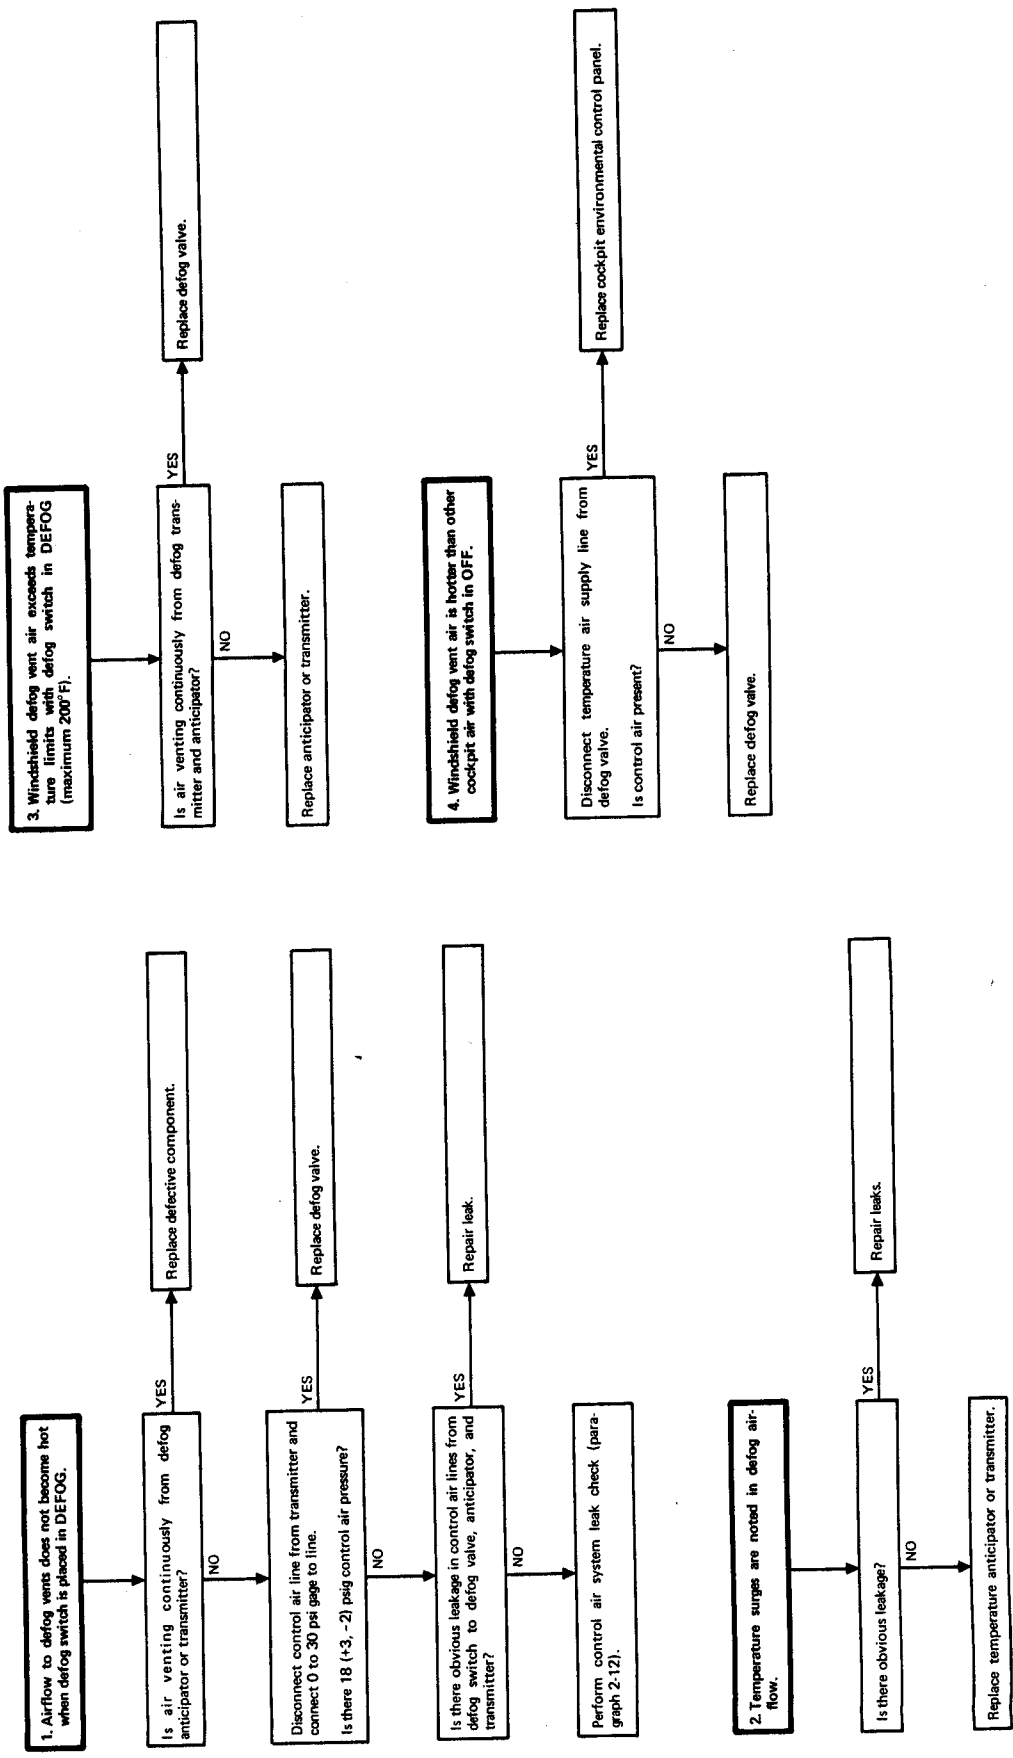 1. Airflow to defog vents does not become hot
when defog switch is placed in DEFOG.
Is air venting continuously from defog
anticipator or transmitter?
YES
Replace defective component.
NO
Disconnect control air line from transmitter and
connect 0 to 30 psi gage to line.
Is there 18 (+3, -2) psig control air pressure?
YES
Replace defog valve.
NO
Is there obvious leakage in control air lines from
defog switch to defog valve, anticipator, and
transmitter?
YES
Repair leak.
NO
Perform control air system leak check (para-
graph 2-12).
2. Temperature surges are noted in defog air-
flow.
Is there obvious leakage?
YES
Repair leaks.
NO
Replace temperature anticipator or transmitter.
3. Windshield defog vent air exceeds tempera-
ture limits with defog switch in DEFOG
(maximum 200°F).
Is air venting continuously from defog trans-
mitter and anticipator?
YES
Replace defog valve.
NO
Replace anticipator or transmitter.
4. Windshield defog vent air is hotter than other
cockpit air with defog switch in OFF.
Disconnect temperature air supply line from
defog valve.
Is control air present?
YES
Replace cockpit environmental control panel.
NO
Replace defog valve.